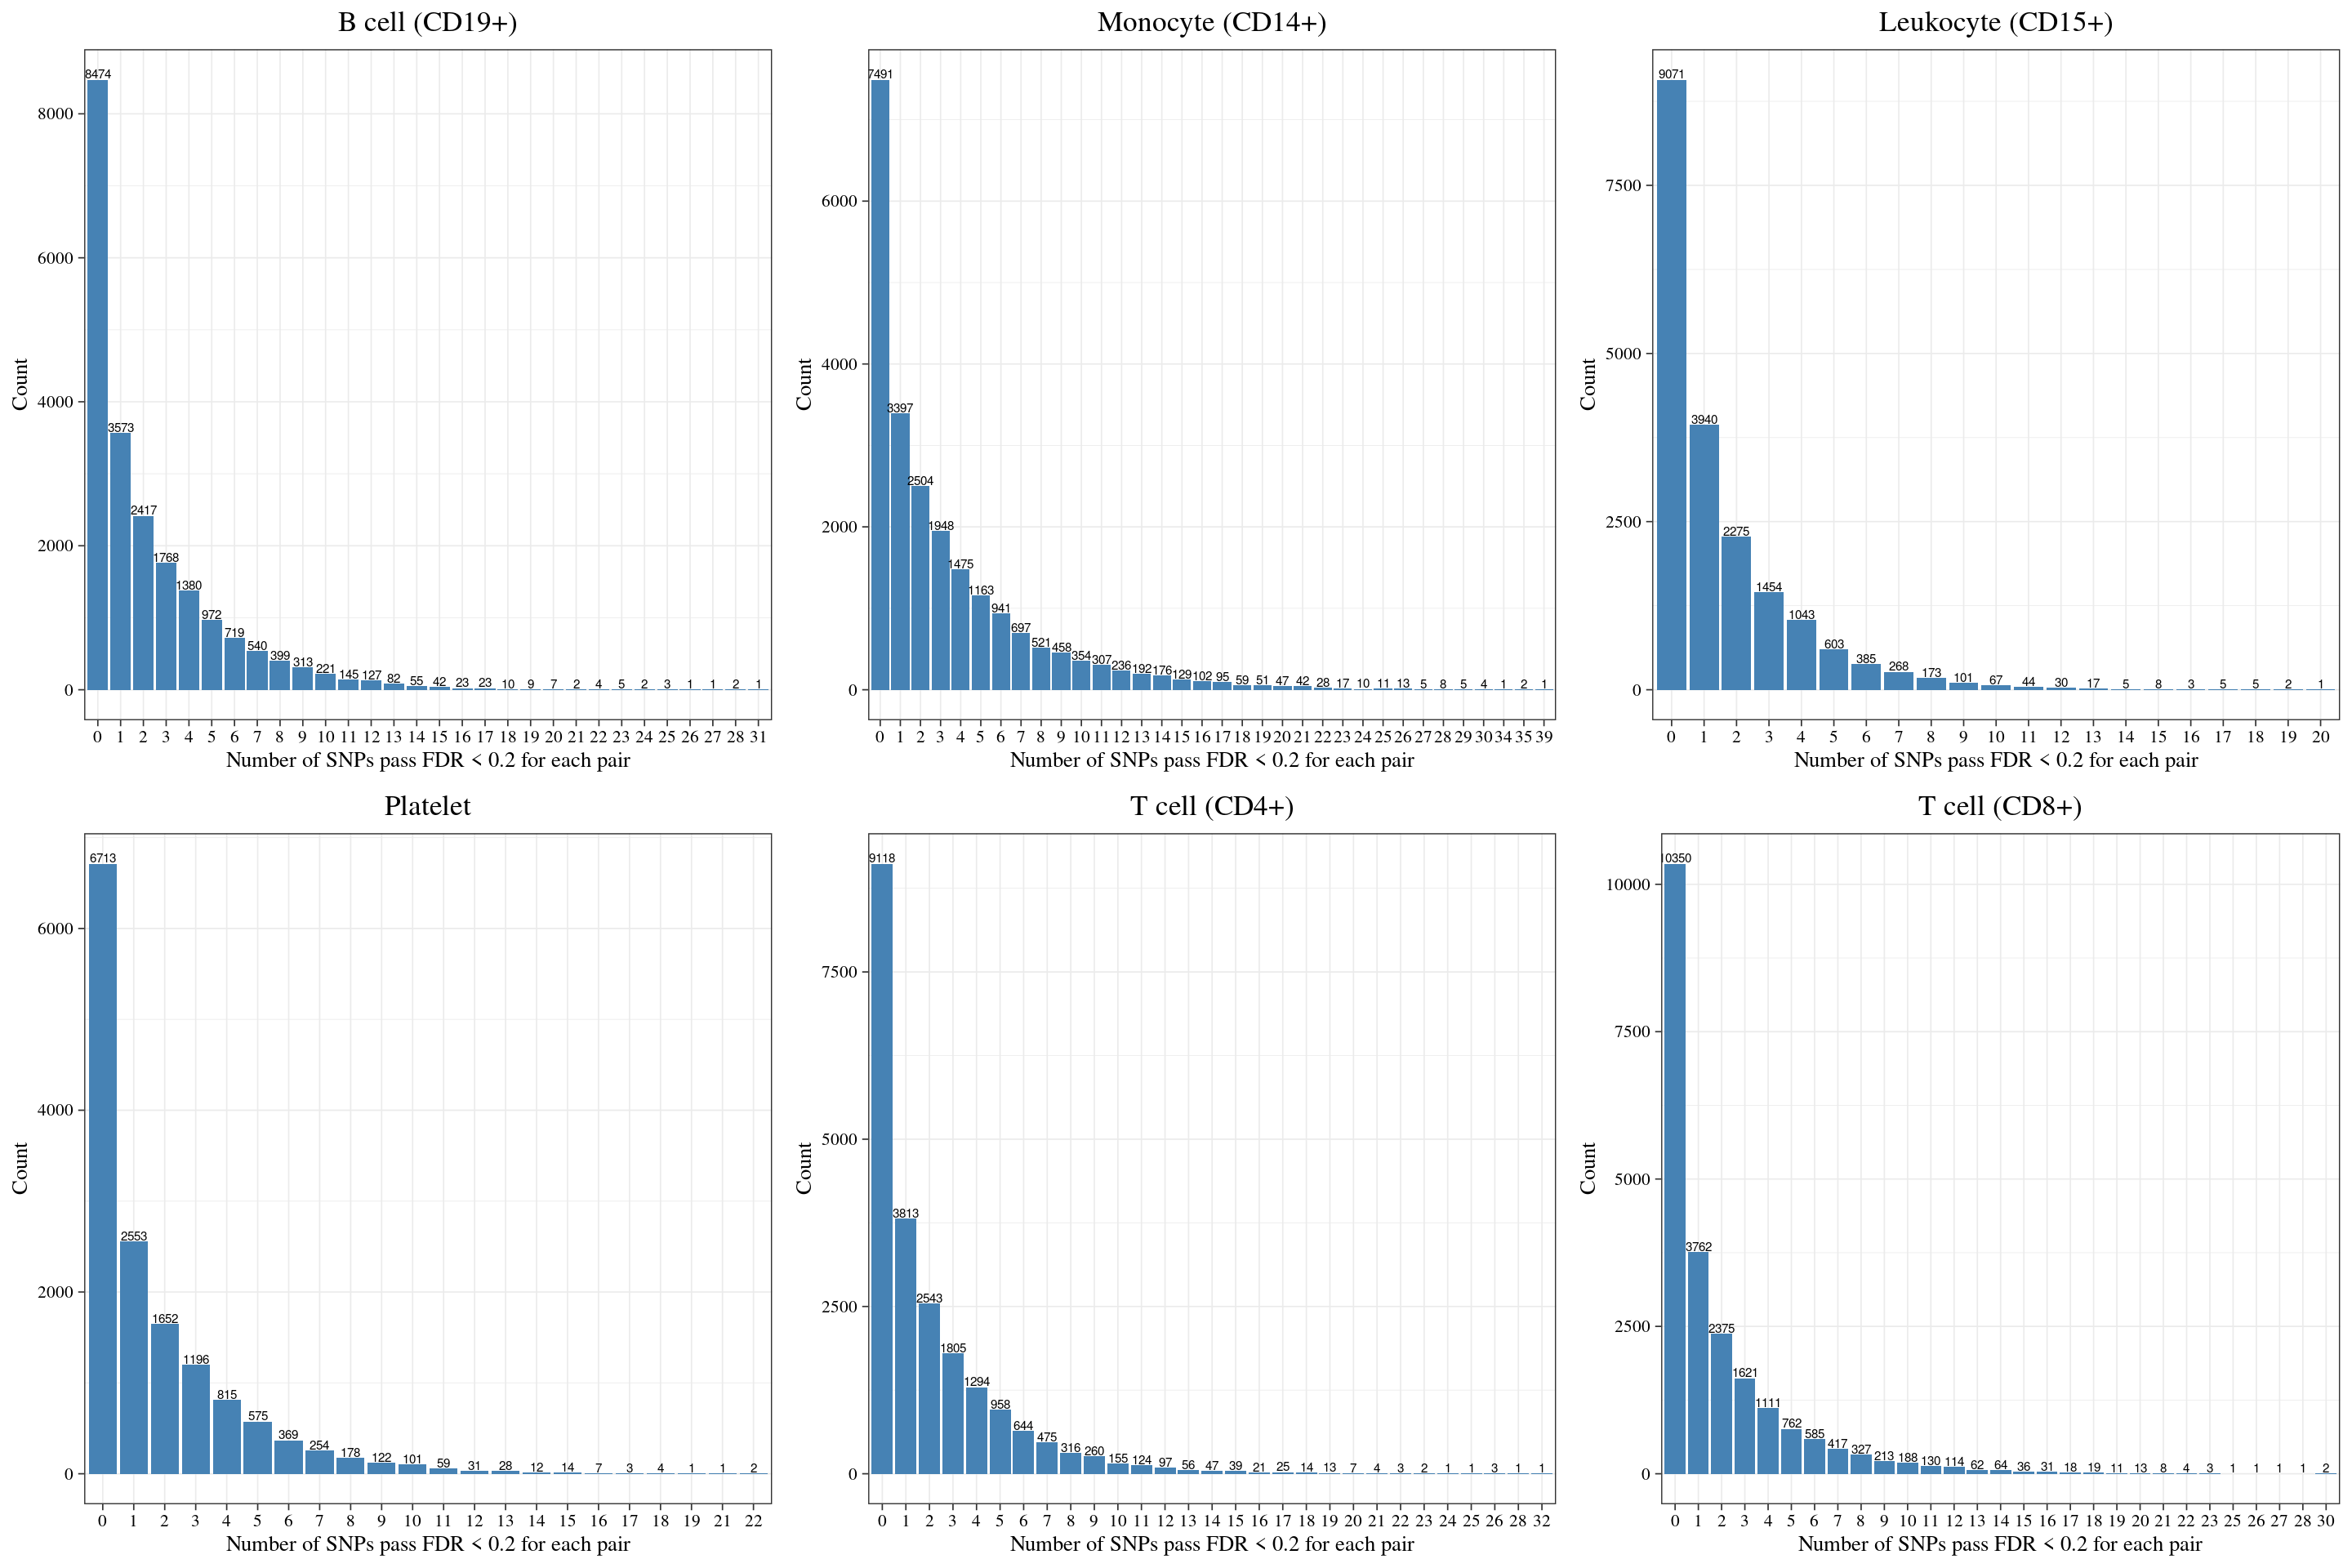 B cell (CD19+)
Count
8000
6000
4000
2000
0
8474 3573 2417 1768 1380 972 719 540 399 313 221 145 127 82 55 42 23 23 10 9 7 2 4 5 2 3 1 1 2 1
0 1 2 3 4 5 6 7 8 9 10 11 12 13 14 15 16 17 18 19 20 21 22 23 24 25 26 27 28 31
Number of SNPs pass FDR < 0.2 for each pair
Monocyte (CD14+)
Count
6000
4000
2000
0
7491 3397 2504 1948 1475 1163 941 697 521 458 354 307 236 192 176 129 102 95 59 51 47 42 28 17 10 11 13 5 8 5 4 1 2 1
0 1 2 3 4 5 6 7 8 9 10 11 12 13 14 15 16 17 18 19 20 21 22 23 24 25 26 27 28 29 30 34 35 39
Number of SNPs pass FDR < 0.2 for each pair
Leukocyte (CD15+)
Count
7500
5000
2500
0
9071 3940 2275 1454 1043 603 385 268 173 101 67 44 30 17 5 8 3 5 5 2 1
0 1 2 3 4 5 6 7 8 9 10 11 12 13 14 15 16 17 18 19 20
Number of SNPs pass FDR < 0.2 for each pair
Platelet
Count
6000
4000
2000
0
6713 2553 1652 1196 815 575 369 254 178 122 101 59 31 28 12 14 7 3 4 1 1 2
0 1 2 3 4 5 6 7 8 9 10 11 12 13 14 15 16 17 18 19 21 22
Number of SNPs pass FDR < 0.2 for each pair
T cell (CD4+)
Count
7500
5000
2500
0
9118 3813 2543 1805 1294 958 644 475 316 260 155 124 97 56 47 39 21 25 14 13 7 4 3 2 1 1 3 1 1
0 1 2 3 4 5 6 7 8 9 10 11 12 13 14 15 16 17 18 19 20 21 22 23 24 25 26 28 32
Number of SNPs pass FDR < 0.2 for each pair
T cell (CD8+)
Count
10000
7500
5000
2500
0
10350 3762 2375 1621 1111 762 585 417 327 213 188 130 114 62 64 36 31 18 19 11 13 8 4 3 1 1 1 1 2
0 1 2 3 4 5 6 7 8 9 10 11 12 13 14 15 16 17 18 19 20 21 22 23 25 26 27 28 30
Number of SNPs pass FDR < 0.2 for each pair